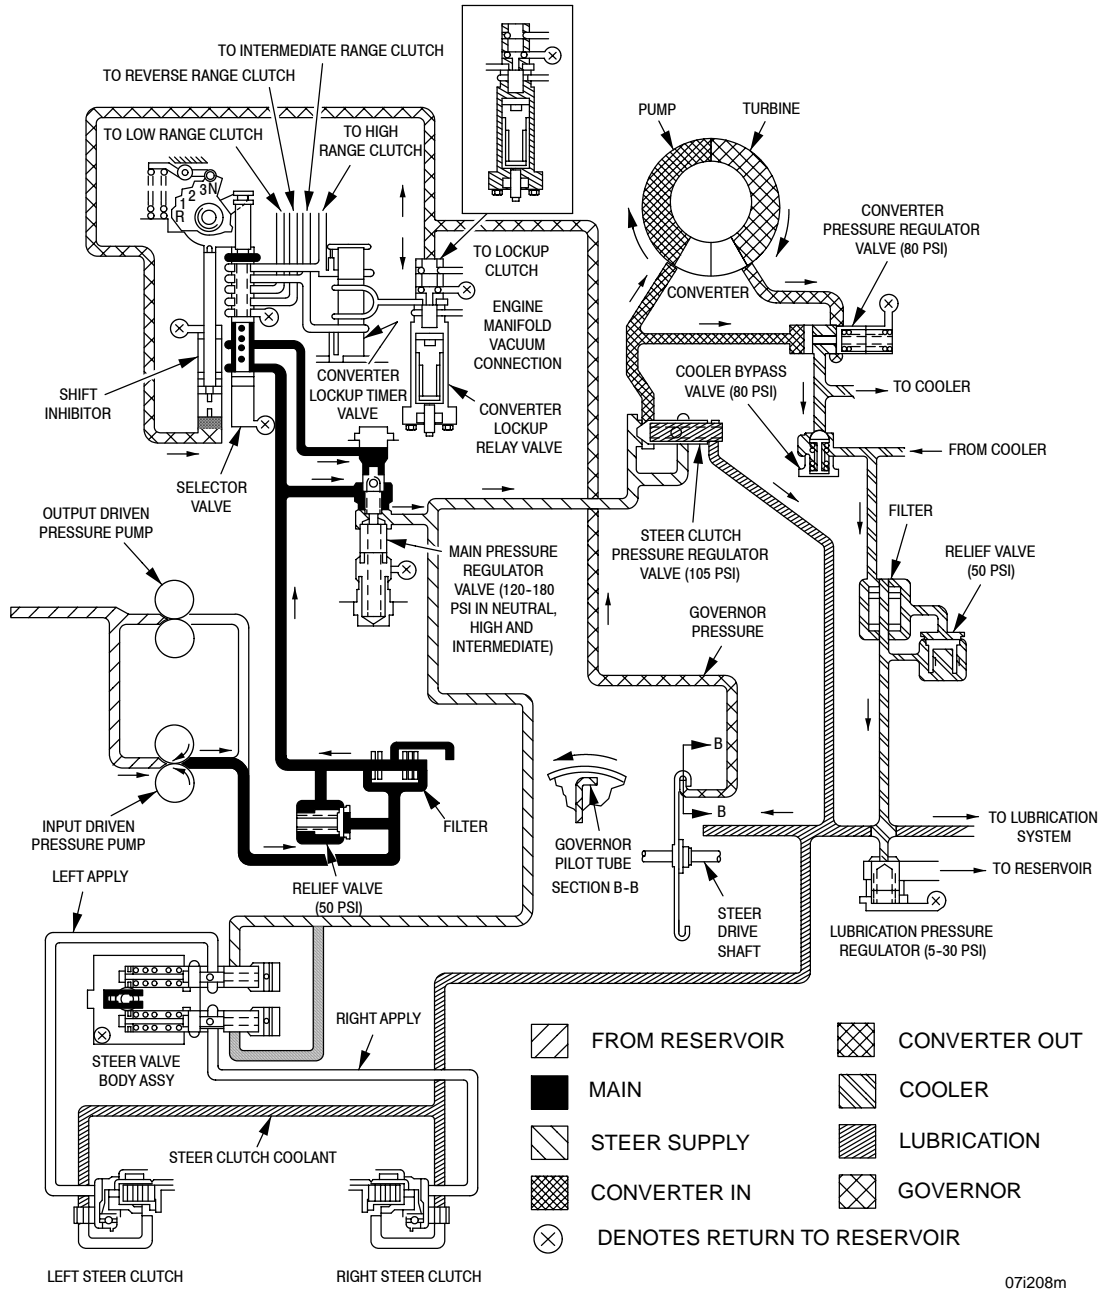 TO INTERMEDIATE RANGE CLUTCH
TO REVERSE RANGE CLUTCH
TO LOW RANGE CLUTCH
TO HIGH
RANGE CLUTCH
PUMP
TURBINE
CONVERTER
PRESSURE REGULATOR
VALVE (80 PSI)
R
1
2
3
N
TO LOCKUP
CLUTCH
ENGINE
MANIFOLD
VACUUM
CONNECTION
CONVERTER
SHIFT
INHIBITOR
CONVERTER
LOCKUP TIMER
VALVE
CONVERTER
LOCKUP
RELAY VALVE
COOLER BYPASS
VALVE (80 PSI)
TO COOLER
FROM COOLER
SELECTOR
VALVE
OUTPUT DRIVEN
PRESSURE PUMP
MAIN PRESSURE
REGULATOR
VALVE (120-180
PSI IN NEUTRAL,
HIGH AND
INTERMEDIATE)
STEER CLUTCH
PRESSURE REGULATOR
VALVE (105 PSI)
FILTER
RELIEF VALVE
(50 PSI)
GOVERNOR
PRESSURE
B
B
INPUT DRIVEN
PRESSURE PUMP
FILTER
RELIEF VALVE
(50 PSI)
GOVERNOR
PILOT TUBE
SECTION B-B
STEER
DRIVE
SHAFT
TO LUBRICATION
SYSTEM
TO RESERVOIR
LUBRICATION PRESSURE
REGULATOR (5-30 PSI)
LEFT APPLY
RIGHT APPLY
STEER VALVE
BODY ASSY
STEER CLUTCH COOLANT
LEFT STEER CLUTCH
RIGHT STEER CLUTCH
FROM RESERVOIR
CONVERTER OUT
MAIN
COOLER
STEER SUPPLY
LUBRICATION
CONVERTER IN
GOVERNOR
DENOTES RETURN TO RESERVOIR
07i208m